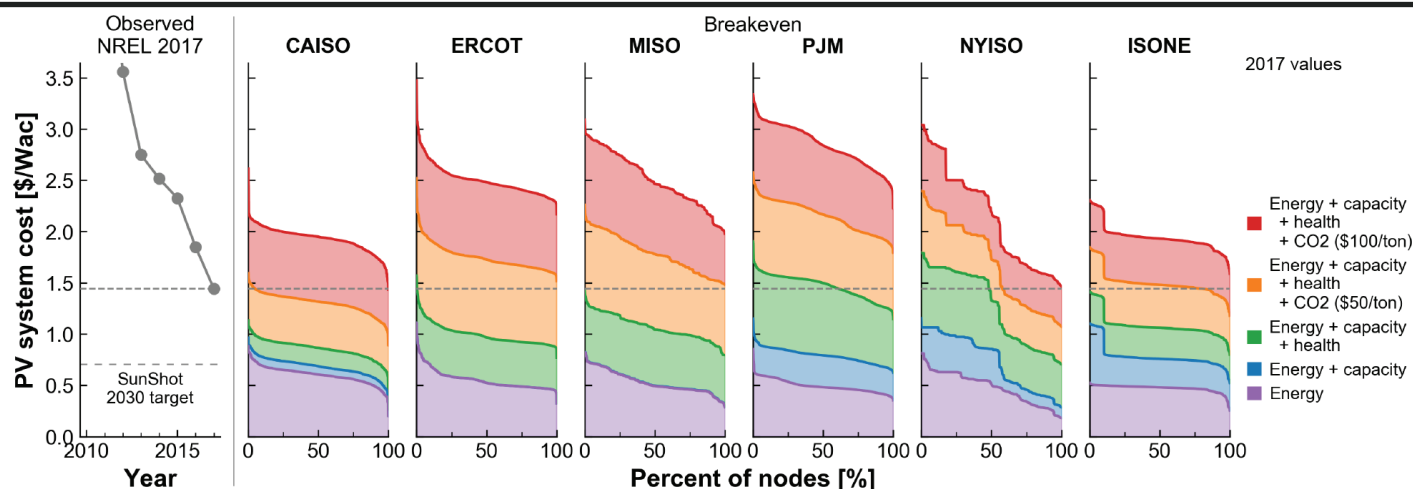 Observed
NREL 2017
Breakeven
CAISO
ERCOT
MISO
PJM
NYISO
ISONE
2017 values
PV system cost [$/Wac]
3.5
3.0
2.5
2.0
1.5
1.0
0.5
0.0
SunShot
2030 target
2010
2015
0
50
100
0
50
100
0
50
100
0
50
100
0
50
100
0
50
100
Year
Percent of nodes [%]
Energy + capacity
+ health
+ CO2 ($100/ton)
Energy + capacity
+ health
+ CO2 ($50/ton)
Energy + capacity
+ health
Energy + capacity
Energy